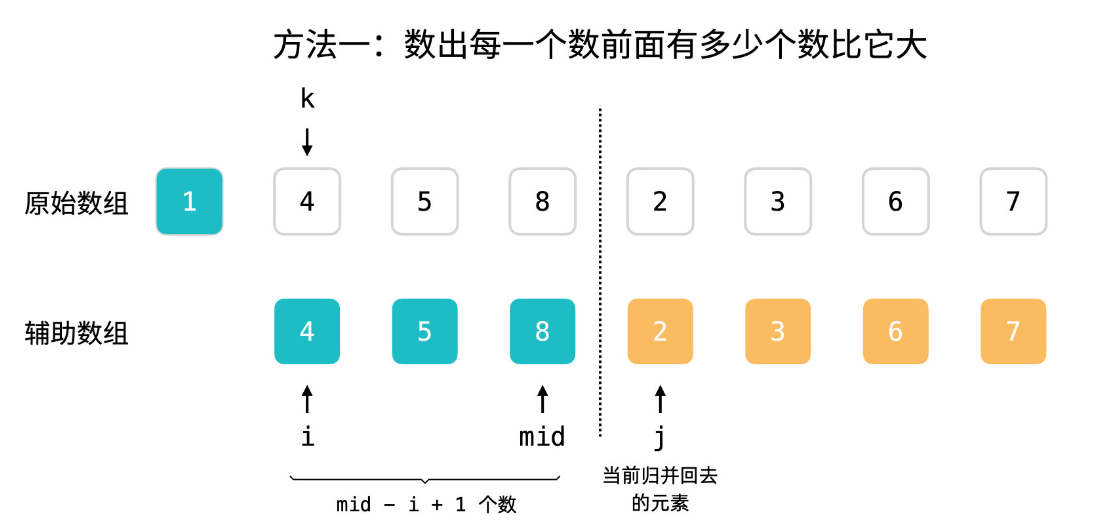 方法一：数出每一个数前面有多少个数比它大
k
原始数组 1 4 5 8 2 3 6 7
辅助数组 4 5 8 2 3 6 7
i mid j
mid - i + 1 个数
当前归并回去
的元素